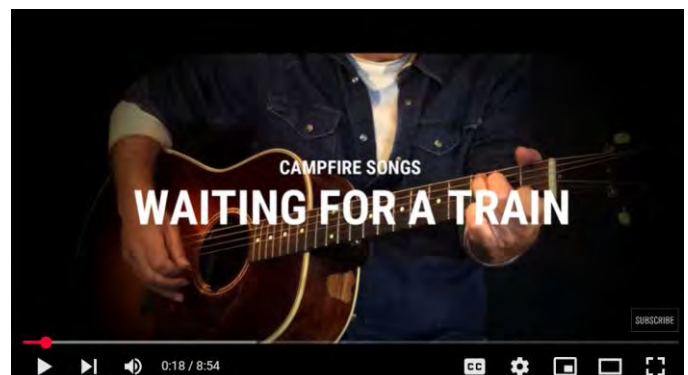 CAMPFIRE SONGS
WAITING FOR A TRAIN
SUBSCRIBE
0:18 / 8:54
CC